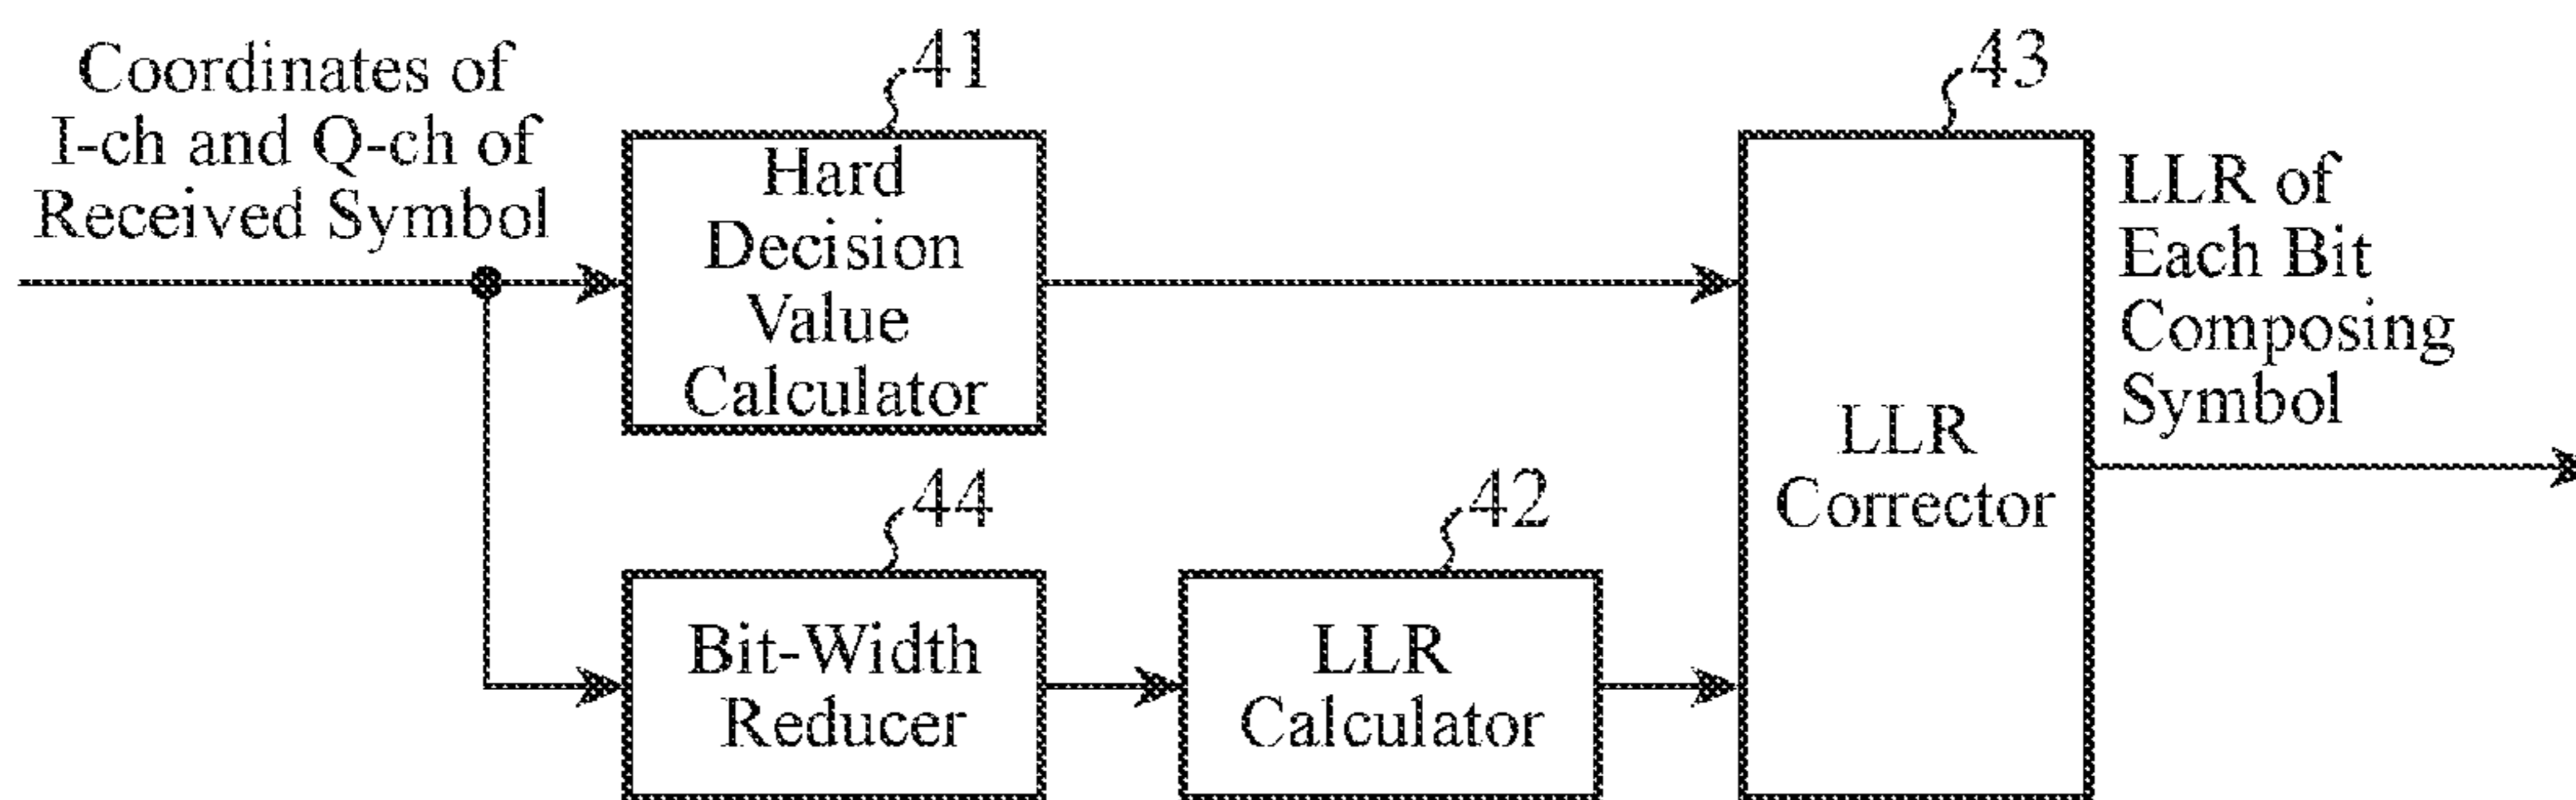 Coordinates of
I-ch and Q-ch of
Received Symbol
41
Hard
Decision
Value
Calculator
43
LLR
Corrector
LLR of
Each Bit
Composing
Symbol
44
Bit-Width
Reducer
42
LLR
Calculator